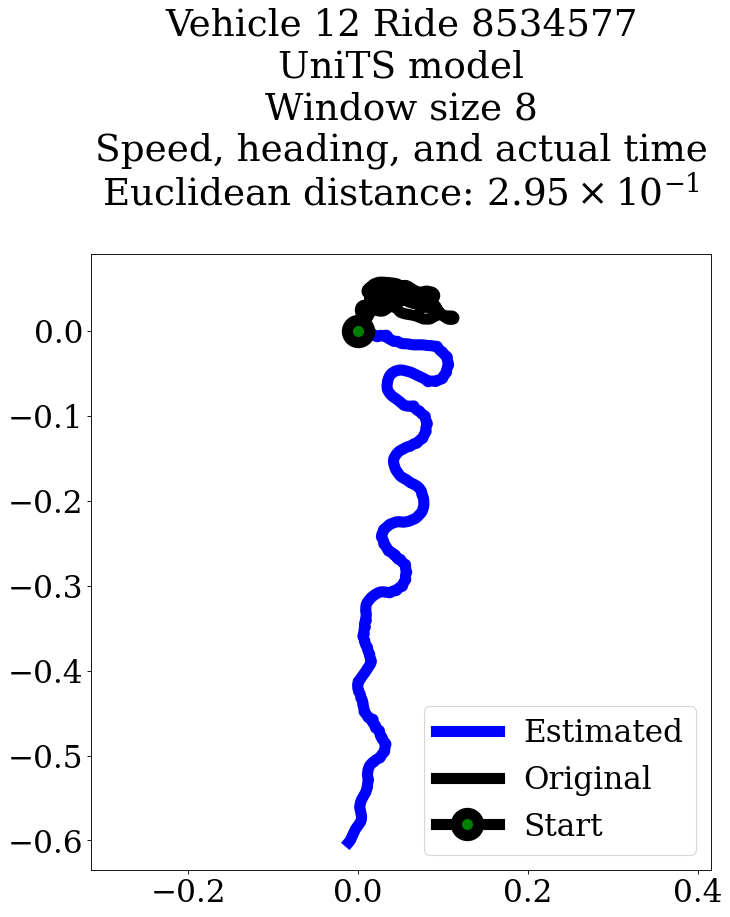 Vehicle 12 Ride 8534577
UniTS model
Window size 8
Speed, heading, and actual time
Euclidean distance: 2.95 × 10⁻¹
0.0
−0.1
−0.2
−0.3
−0.4
−0.5
−0.6
Estimated
Original
Start
−0.2 0.0 0.2 0.4